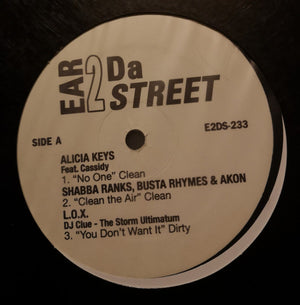 EAR 2 Da
STREET
SIDE A
E2DS-233
ALICIA KEYS
Feat. Cassidy
1. "No One" Clean
SHABBA RANKS, BUSTA RHYMES & AKON
2. "Clean the Air" Clean
L.O.X.
DJ Clue - The Storm Ultimatum
3. "You Don't Want It" Dirty